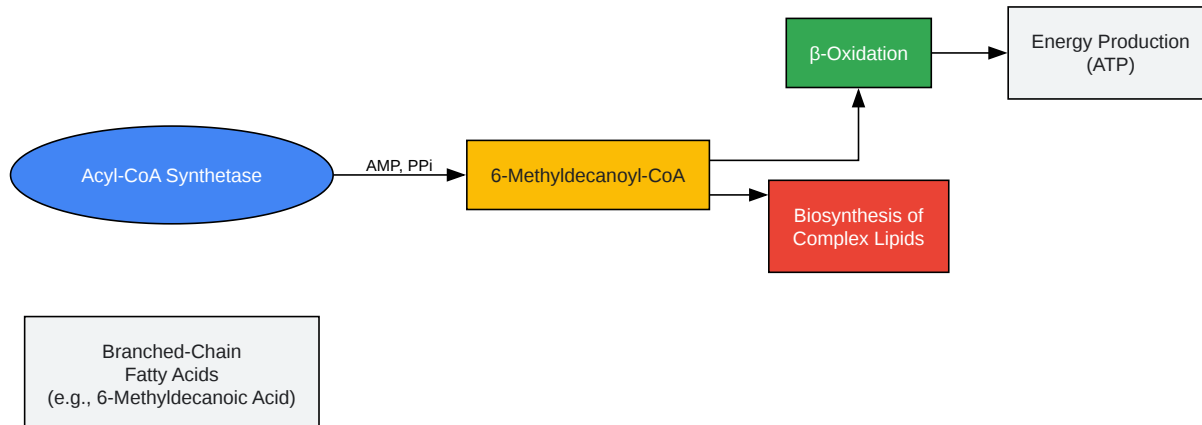 β-Oxidation
Energy Production
(ATP)
Acyl-CoA Synthetase
AMP, PPi
6-Methyldecanoyl-CoA
Biosynthesis of
Complex Lipids
Branched-Chain
Fatty Acids
(e.g., 6-Methyldecanoic Acid)